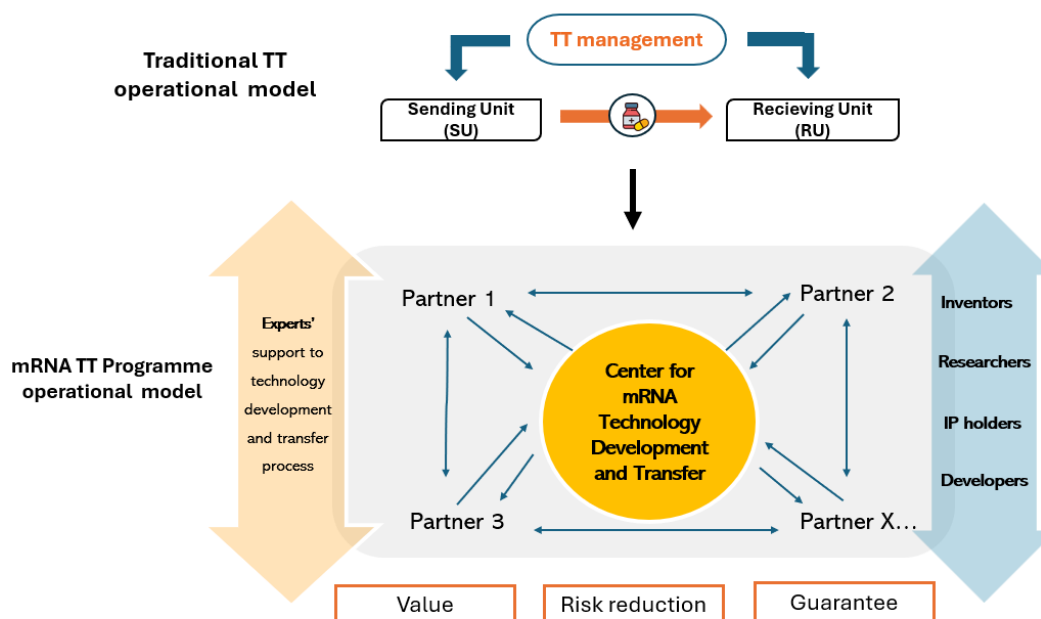 TT management
Traditional TT
operational model
Sending Unit
(SU)
Recieving Unit
(RU)
mRNA TT Programme
operational model
Experts'
support to
technology
development
and transfer
process
Partner 1
Partner 2
Center for
mRNA
Technology
Development
and Transfer
Partner 3
Partner X...
Inventors
Researchers
IP holders
Developers
Value
Risk reduction
Guarantee